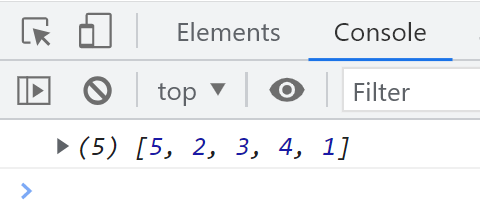 Elements Console
top Filter
(5) [5, 2, 3, 4, 1]